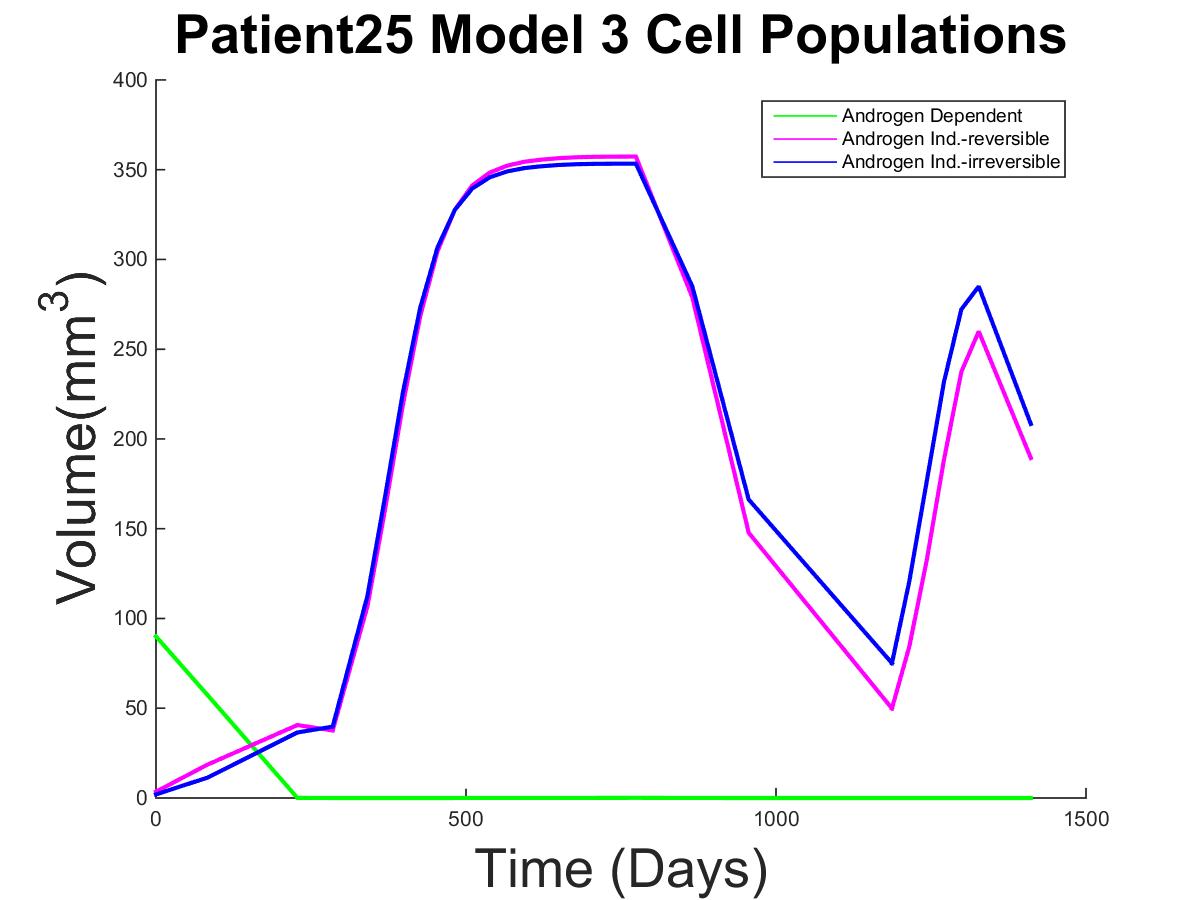 Patient25 Model 3 Cell Populations
400
350
300
250
200
150
100
50
0
Volume(mm³)
Androgen Dependent
Androgen Ind.-reversible
Androgen Ind.-irreversible
0 500 1000 1500
Time (Days)